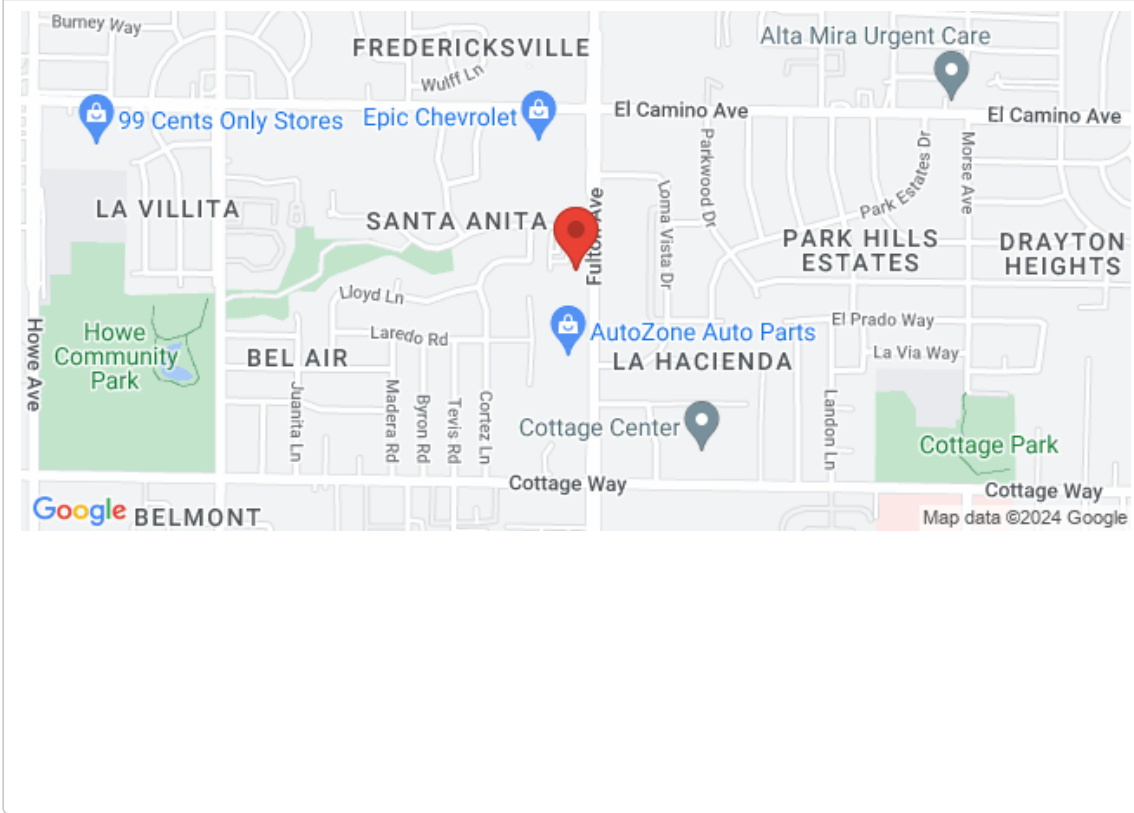 Burney Way
FREDERICKSVILLE
Alta Mira Urgent Care
Wulff Ln
99 Cents Only Stores
Epic Chevrolet
El Camino Ave
El Camino Ave
Parkwood Dr
Morse Ave
Park Estates Dr
LA VILLITA
SANTA ANITA
Fulton Ave
Loma Vista Dr
PARK HILLS
ESTATES
DRAYTON
HEIGHTS
Lloyd Ln
Howe Ave
Howe
Community
Park
Laredo Rd
AutoZone Auto Parts
El Prado Way
BEL AIR
LA HACIENDA
La Via Way
Juanita Ln
Madera Rd
Byron Rd
Tevis Rd
Cortez Ln
Landon Ln
Cottage Center
Cottage Park
Cottage Way
Cottage Way
Google
BELMONT
Map data ©2024 Google